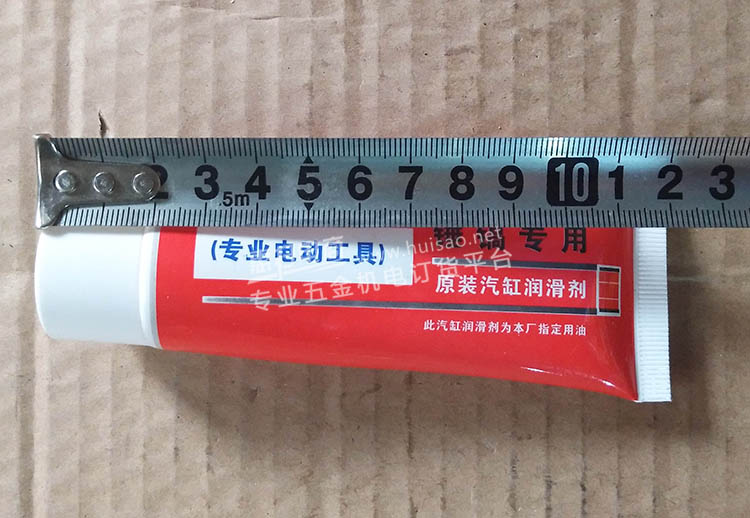 2 3 4 5 6 7 8 9 10 1 2 3
.5m
专用
(专业电动工具)
www.huisao.net
专业五金机电订货平台
原装汽缸润滑剂
此汽缸润滑剂为本厂指定用油